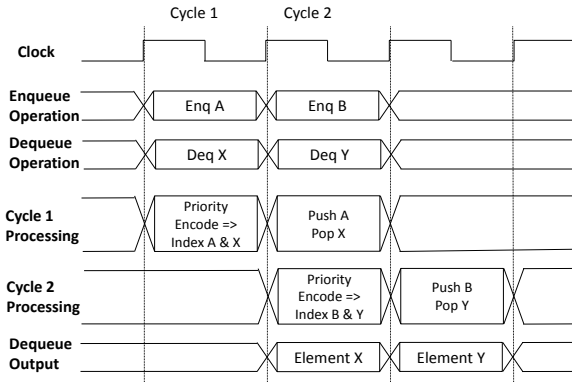 Cycle 1 Cycle 2
Clock
Enqueue
Operation
Enq A Enq B
Dequeue
Operation
Deq X Deq Y
Cycle 1
Processing
Priority
Encode =>
Index A & X
Push A
Pop X
Cycle 2
Processing
Priority
Encode =>
Index B & Y
Push B
Pop Y
Dequeue
Output
Element X Element Y